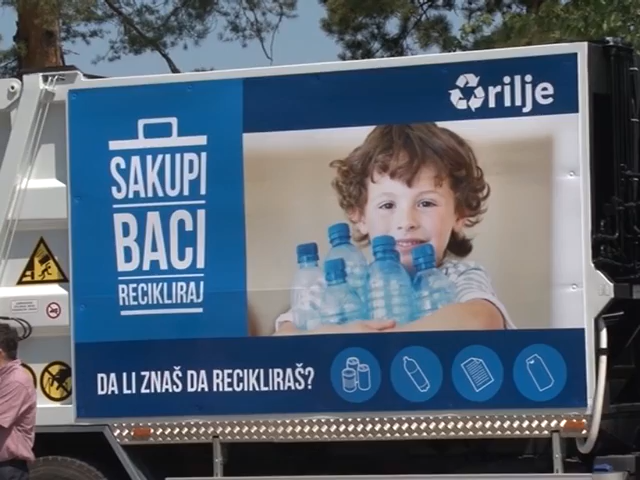 rilje
SAKUPI
BACI
RECIKLIRAJ
DA LI ZNAŠ DA RECIKLIRAŠ?